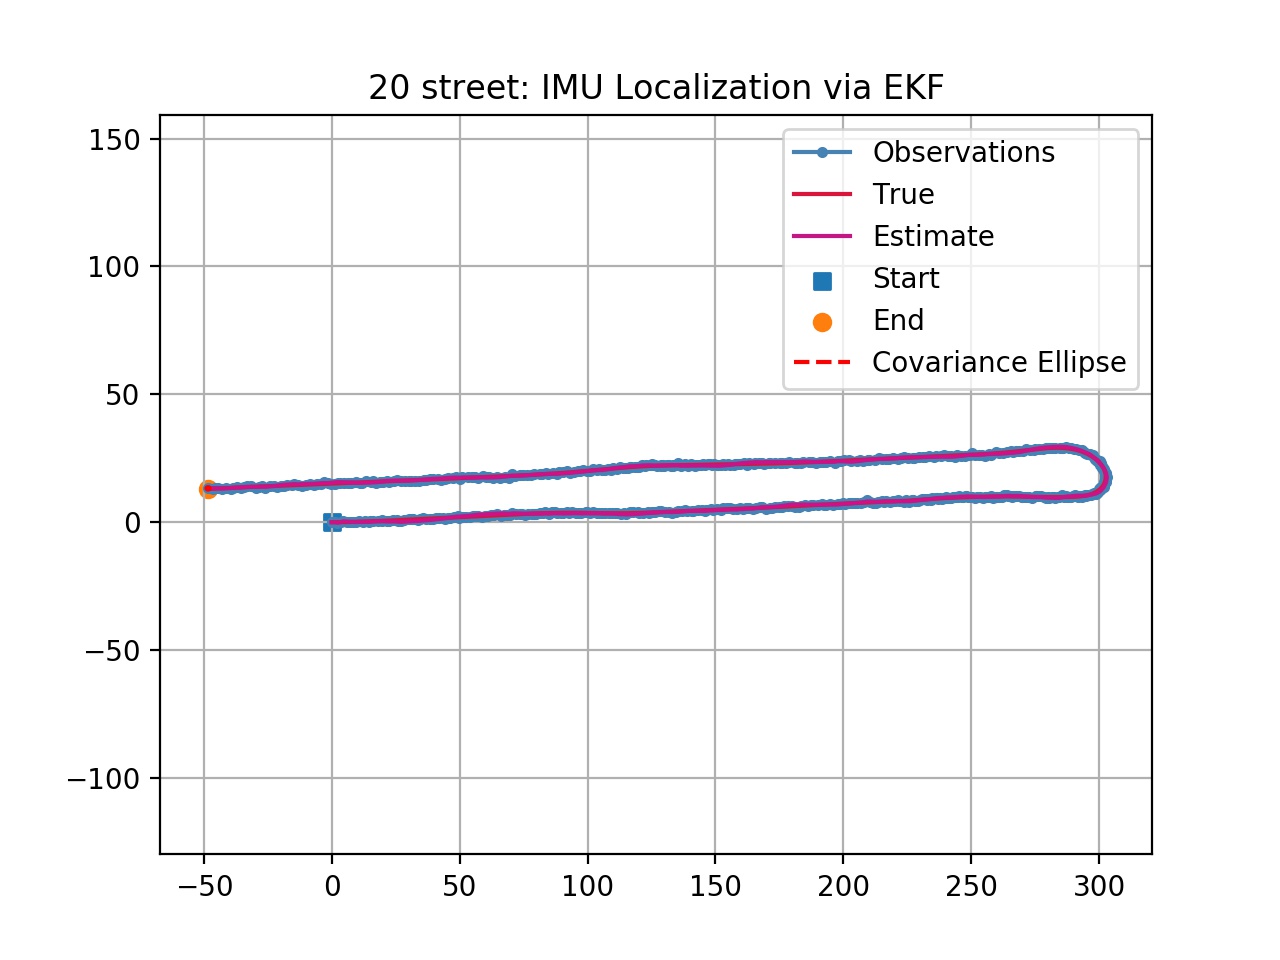 20 street: IMU Localization via EKF
150
100
50
0
−50
−100
−50
0
50
100
150
200
250
300
Observations
True
Estimate
Start
End
Covariance Ellipse